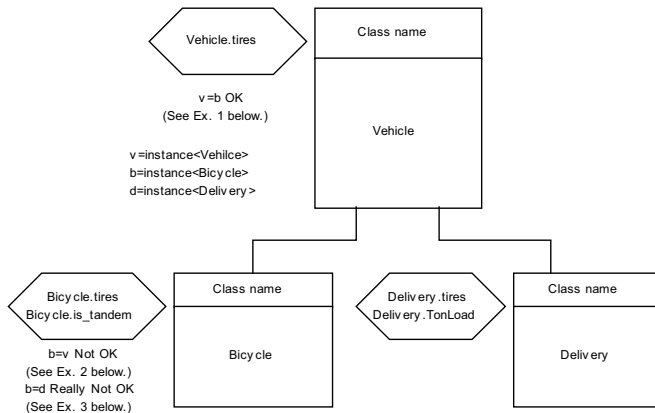 Vehicle.tires
Class name
v=b OK
(See Ex. 1 below.)
Vehicle
v=instance<Vehilce>
b=instance<Bicycle>
d=instance<Delivery>
Bicycle.tires
Bicycle.is_tandem
Class name
Delivery.tires
Delivery.TonLoad
Class name
b=v Not OK
(See Ex. 2 below.)
b=d Really Not OK
(See Ex. 3 below.)
Bicycle
Delivery